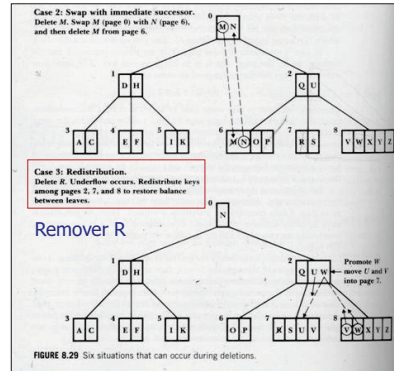 Case 2: Swap with immediate successor.
Delete M. Swap M (page 0) with N (page 6),
and then delete M from page 6.
0
M N
1
D H
2
Q U
3
A C
4
E F
5
I K
6
M N O P
7
R S
8
V W X Y Z
Case 3: Redistribution.
Delete R. Underflow occurs. Redistribute keys
among pages 2, 7, and 8 to restore balance
between leaves.
Remover R
0
N
1
D H
2
Q U W
Promote W
move U and V
into page 7.
3
A C
4
E F
5
I K
6
O P
7
R S U V
8
V W X Y Z
FIGURE 8.29 Six situations that can occur during deletions.